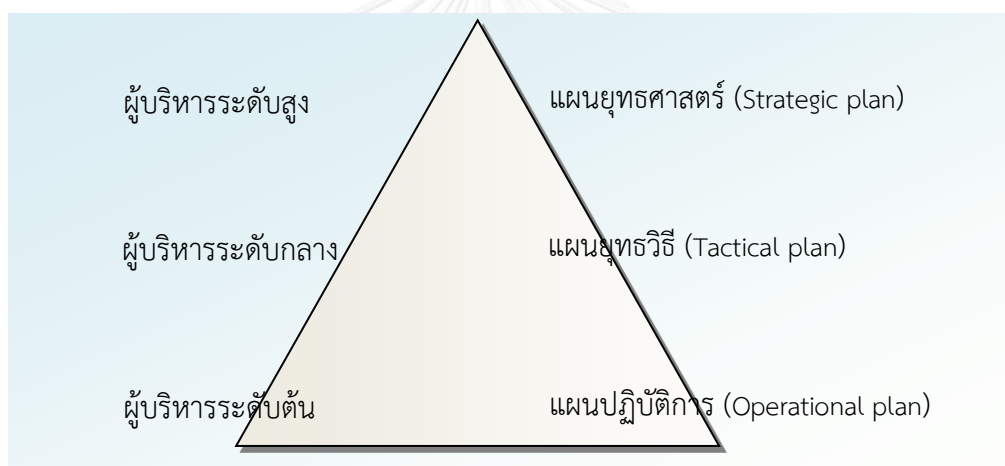 ผู้บริหารระดับสูง แผนยุทธศาสตร์ (Strategic plan)
ผู้บริหารระดับกลาง แผนยุทธวิธี (Tactical plan)
ผู้บริหารระดับต้น แผนปฏิบัติการ (Operational plan)